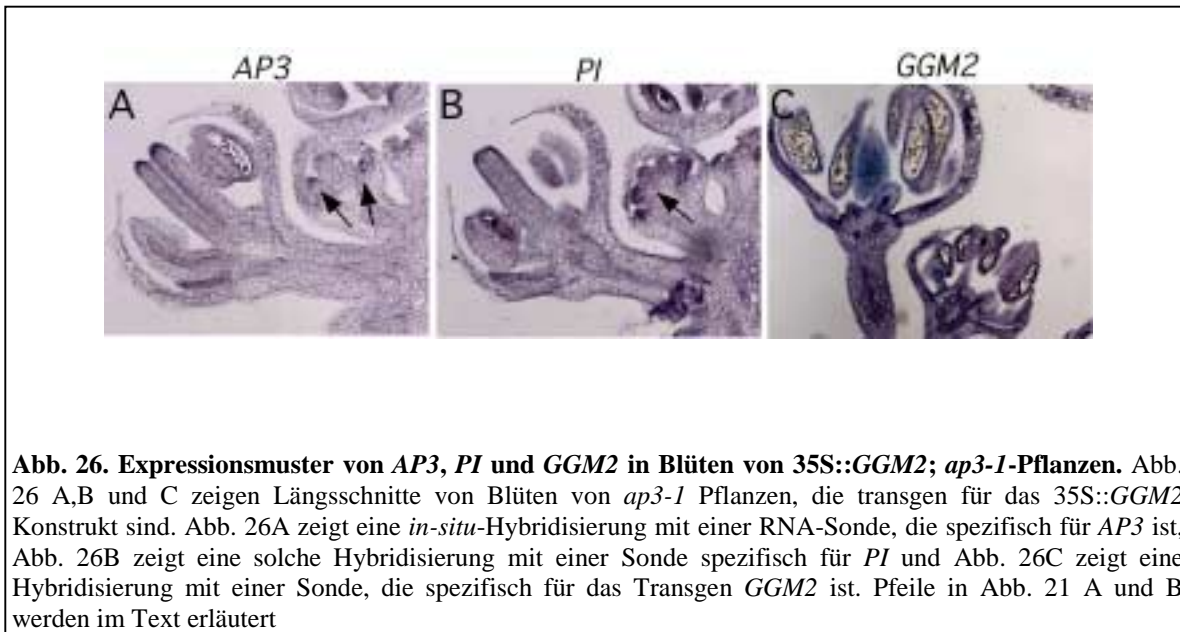 AP3 PI GGM2
A B C
Abb. 26. Expressionsmuster von AP3, PI und GGM2 in Blüten von 35S::GGM2; ap3-1-Pflanzen. Abb.
26 A,B und C zeigen Längsschnitte von Blüten von ap3-1 Pflanzen, die transgen für das 35S::GGM2
Konstrukt sind. Abb. 26A zeigt eine in-situ-Hybridisierung mit einer RNA-Sonde, die spezifisch für AP3 ist,
Abb. 26B zeigt eine solche Hybridisierung mit einer Sonde spezifisch für PI und Abb. 26C zeigt eine
Hybridisierung mit einer Sonde, die spezifisch für das Transgen GGM2 ist. Pfeile in Abb. 21 A und B
werden im Text erläutert